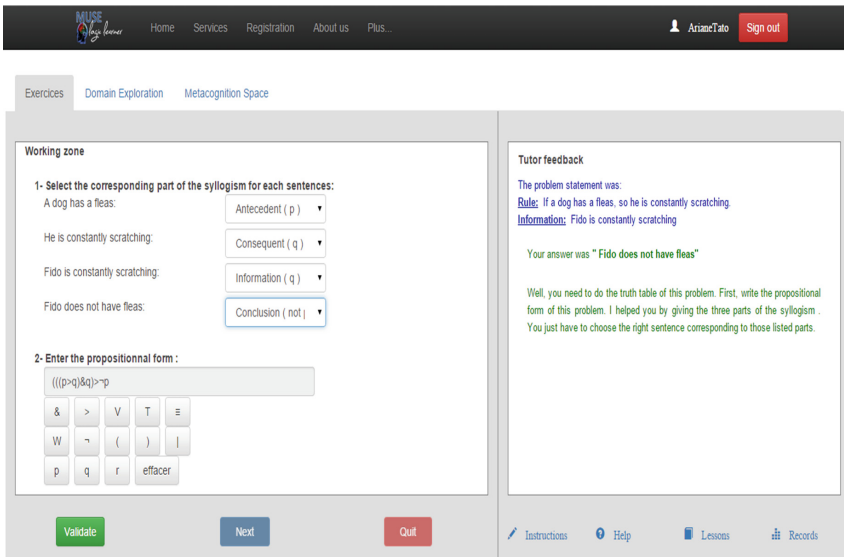 MUSE
logic learner
Home Services Registration About us Plus...
ArianeTato Sign out
Exercices Domain Exploration Metacognition Space
Working zone
1- Select the corresponding part of the syllogism for each sentences:
A dog has a fleas: Antecedent ( p )
He is constantly scratching: Consequent ( q )
Fido is constantly scratching: Information ( q )
Fido does not have fleas: Conclusion ( not
2- Enter the propositionnal form :
(((p>q)&q)>¬p
& > V T ≡
W ¬ ( ) |
p q r effacer
Validate Next Quit
Tutor feedback
The problem statement was:
Rule: If a dog has a fleas, so he is constantly scratching.
Information: Fido is constantly scratching
Your answer was " Fido does not have fleas"
Well, you need to do the truth table of this problem. First, write the propositional
form of this problem. I helped you by giving the three parts of the syllogism .
You just have to choose the right sentence corresponding to those listed parts.
Instructions Help Lessons Records